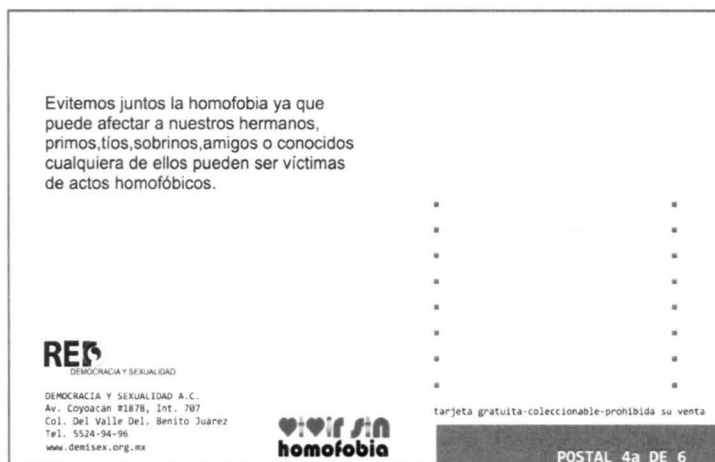 Evitemos juntos la homofobia ya que
puede afectar a nuestros hermanos,
primos,tíos,sobrinos,amigos o conocidos
cualquiera de ellos pueden ser víctimas
de actos homofóbicos.
RED
DEMOCRACIA Y SEXUALIDAD
DEMOCRACIA Y SEXUALIDAD A.C.
Av. Coyoacán #1878, Int. 707
Col. Del Valle Del. Benito Juárez
Tel. 5524-94-96
www.demisex.org.mx
vivir sin
homofobia
tarjeta gratuita-coleccionable-prohibida su venta
POSTAL 4a DE 6